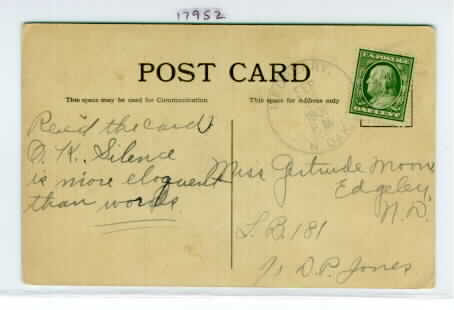 17952
POST CARD
This space may be used for Communication
This space for Address only
Rec'd the card
O. K. Silence
is more eloquent
than words
Miss Gertrude Moore
Edgeley,
N.D.
L.B. 181
D.P. Jones
N. DAK.
ONE CENT